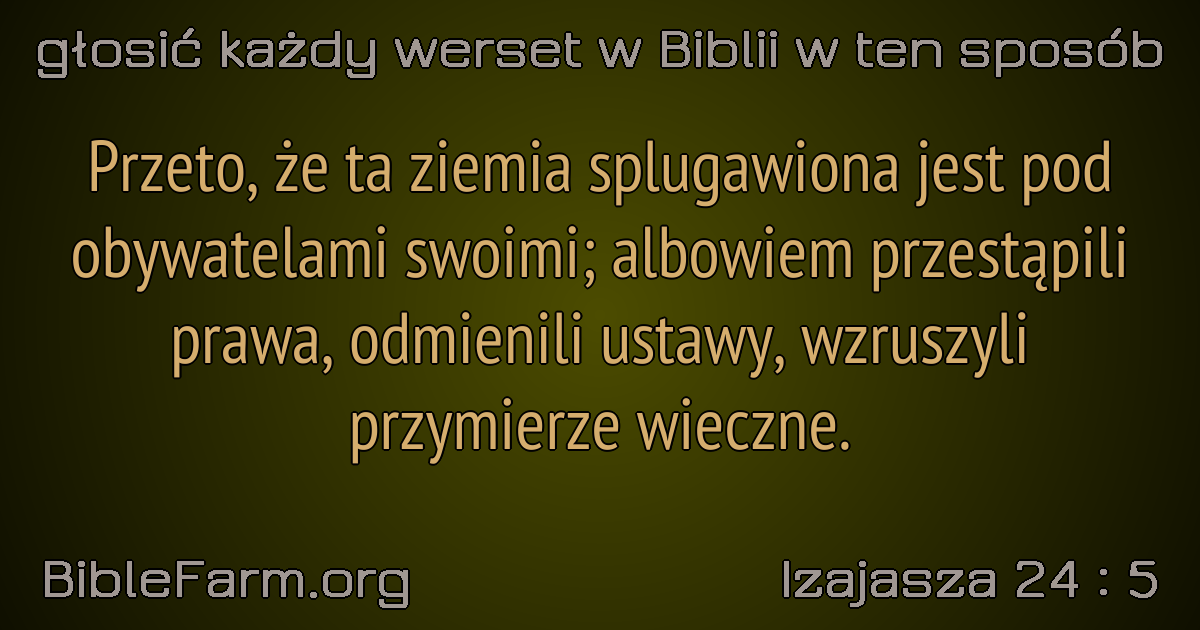 głosić każdy werset w Biblii w ten sposób
Przeto, że ta ziemia splugawiona jest pod
obywatelami swoimi; albowiem przestąpili
prawa, odmienili ustawy, wzruszyli
przymierze wieczne.
BibleFarm.org
Izajasza 24 : 5